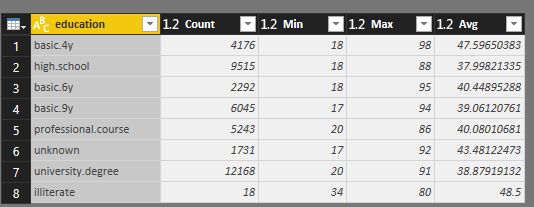 ABC education 1.2 Count 1.2 Min 1.2 Max 1.2 Avg
1 basic.4y 4176 18 98 47.59650383
2 high.school 9515 18 88 37.99821335
3 basic.6y 2292 18 95 40.44895288
4 basic.9y 6045 17 94 39.06120761
5 professional.course 5243 20 86 40.08010681
6 unknown 1731 17 92 43.48122473
7 university.degree 12168 20 91 38.87919132
8 illiterate 18 34 80 48.5